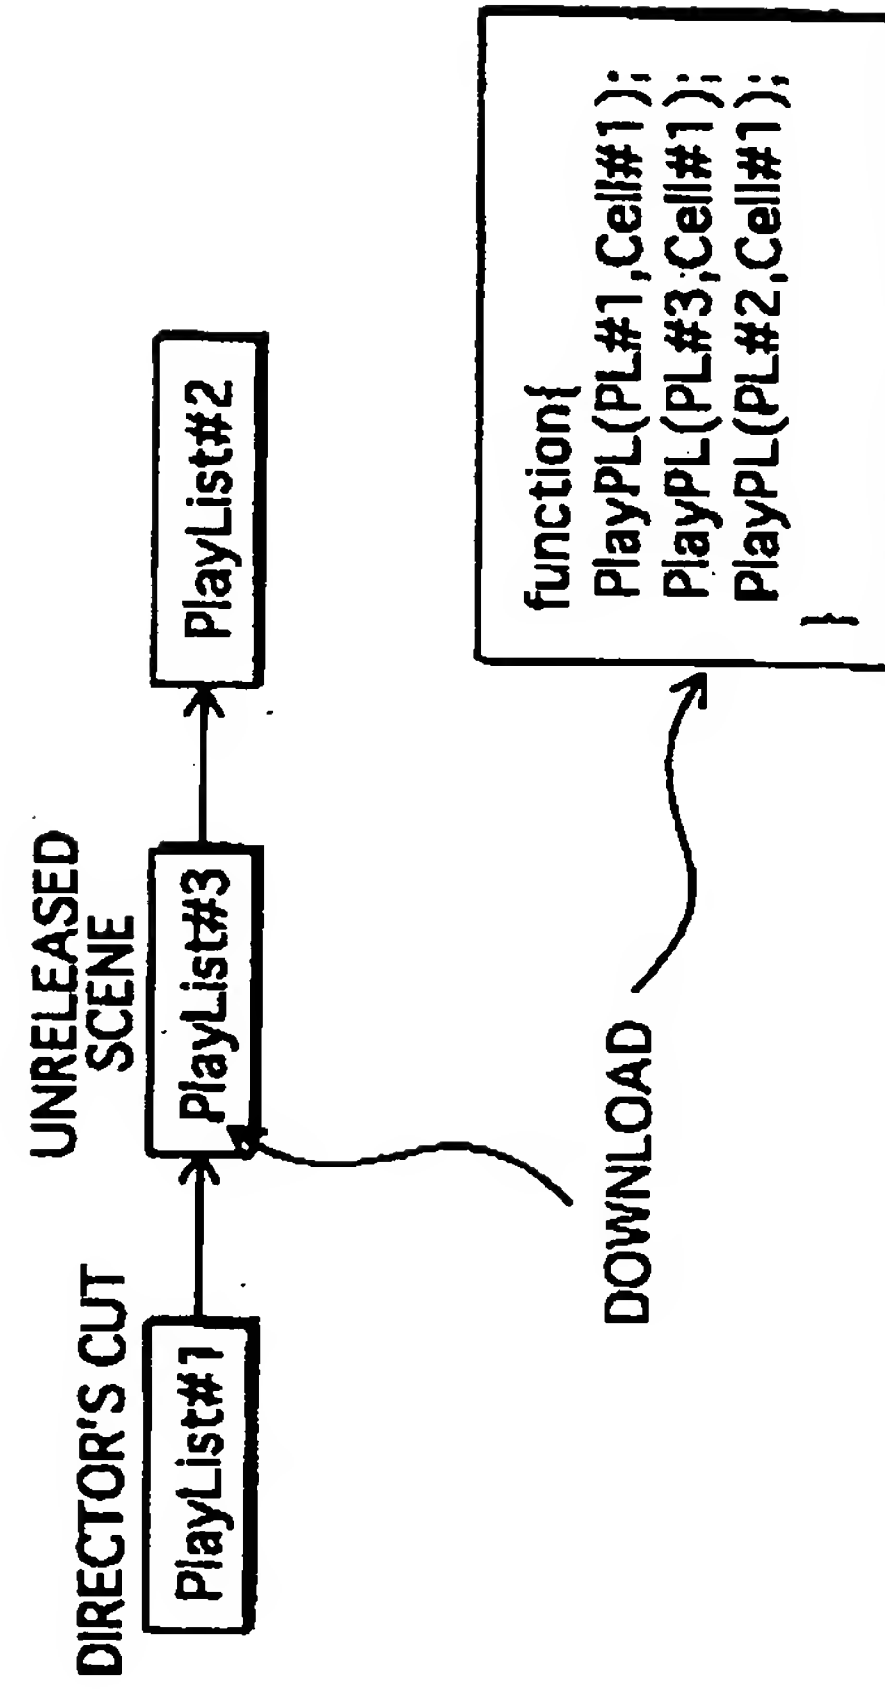 DIRECTOR'S CUT
UNRELEASED
SCENE
PlayList#1
PlayList#3
PlayList#2
DOWNLOAD
function{
PlayPL(PL#1,Cell#1);
PlayPL(PL#3,Cell#1);
PlayPL(PL#2,Cell#1);
}